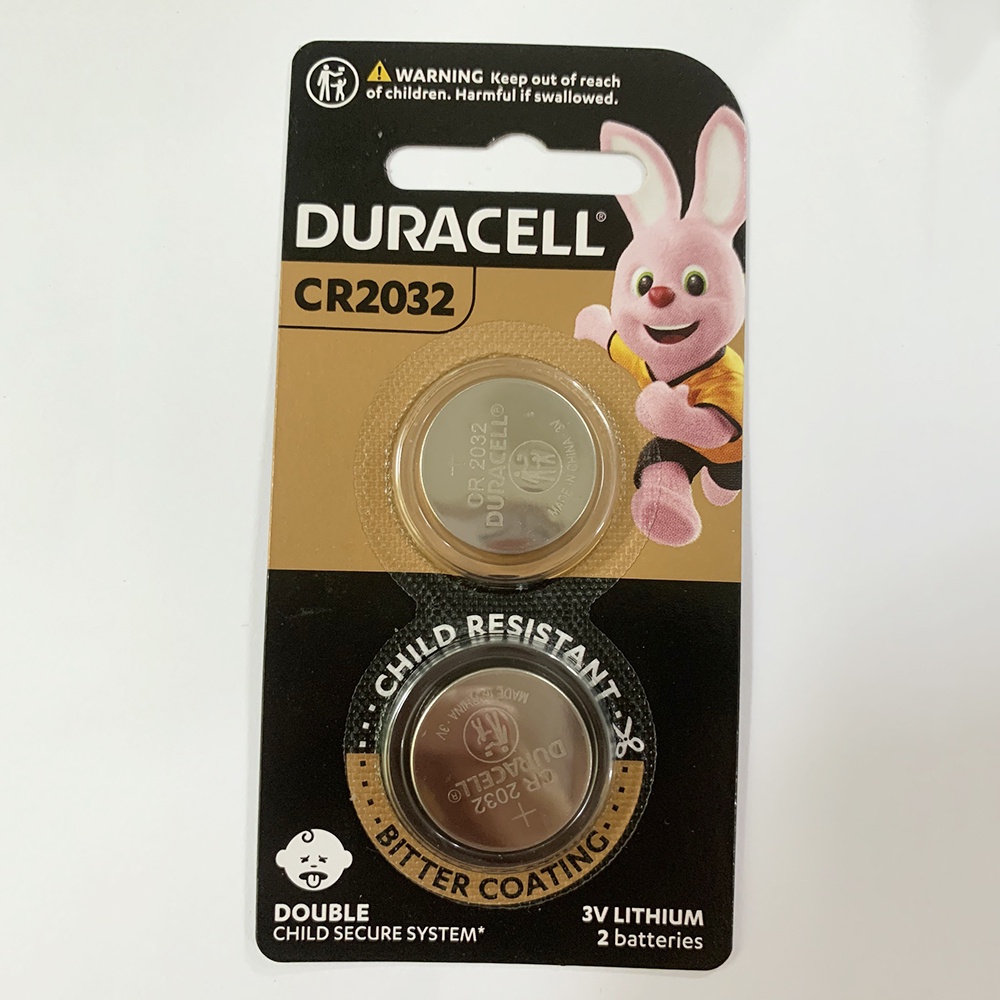 ⚠ WARNING Keep out of reach
of children. Harmful if swallowed.
DURACELL®
CR2032
CR 2032
DURACELL®
MADE IN CHINA 3V
CHILD RESISTANT
MADE IN CHINA - 3V
DURACELL®
CR 2032
+
BITTER COATING
DOUBLE
CHILD SECURE SYSTEM*
3V LITHIUM
2 batteries